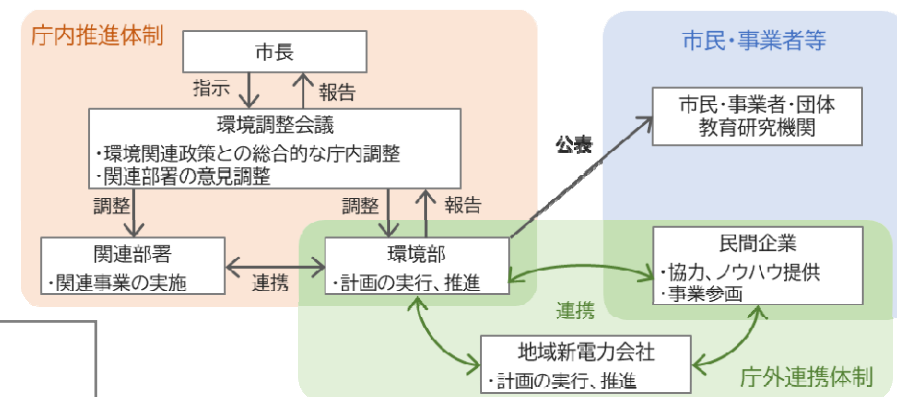 庁内推進体制
市長
指示
報告
環境調整会議
・環境関連政策との総合的な庁内調整
・関連部署の意見調整
調整
調整
報告
関連部署
・関連事業の実施
連携
環境部
・計画の実行、推進
市民・事業者等
市民・事業者・団体
教育研究機関
公表
民間企業
・協力、ノウハウ提供
・事業参画
連携
地域新電力会社
・計画の実行、推進
庁外連携体制